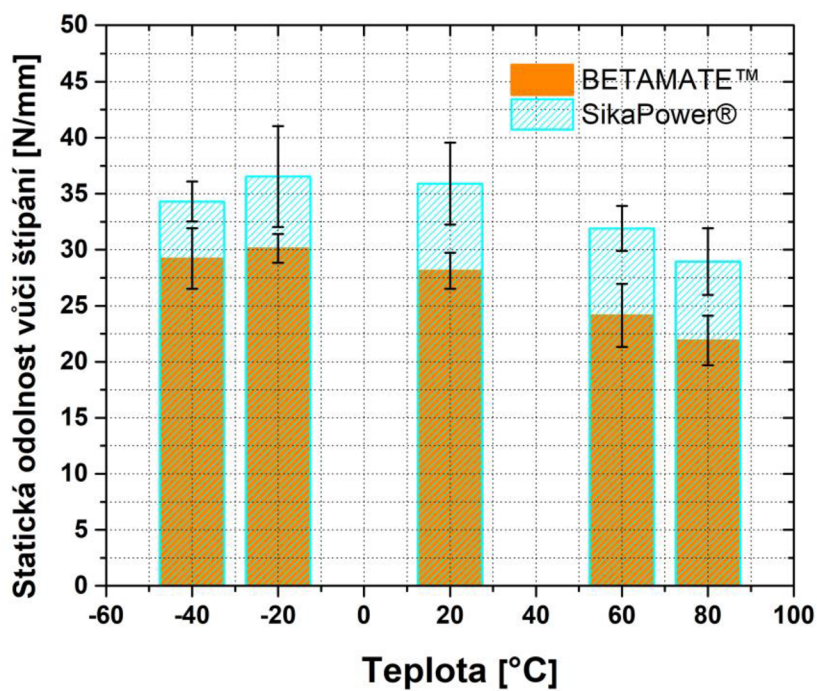 Statická odolnost vůči štípání [N/mm]
50
45
40
35
30
25
20
15
10
5
0
BETAMATE™
SikaPower®
-60 -40 -20 0 20 40 60 80 100
Teplota [°C]